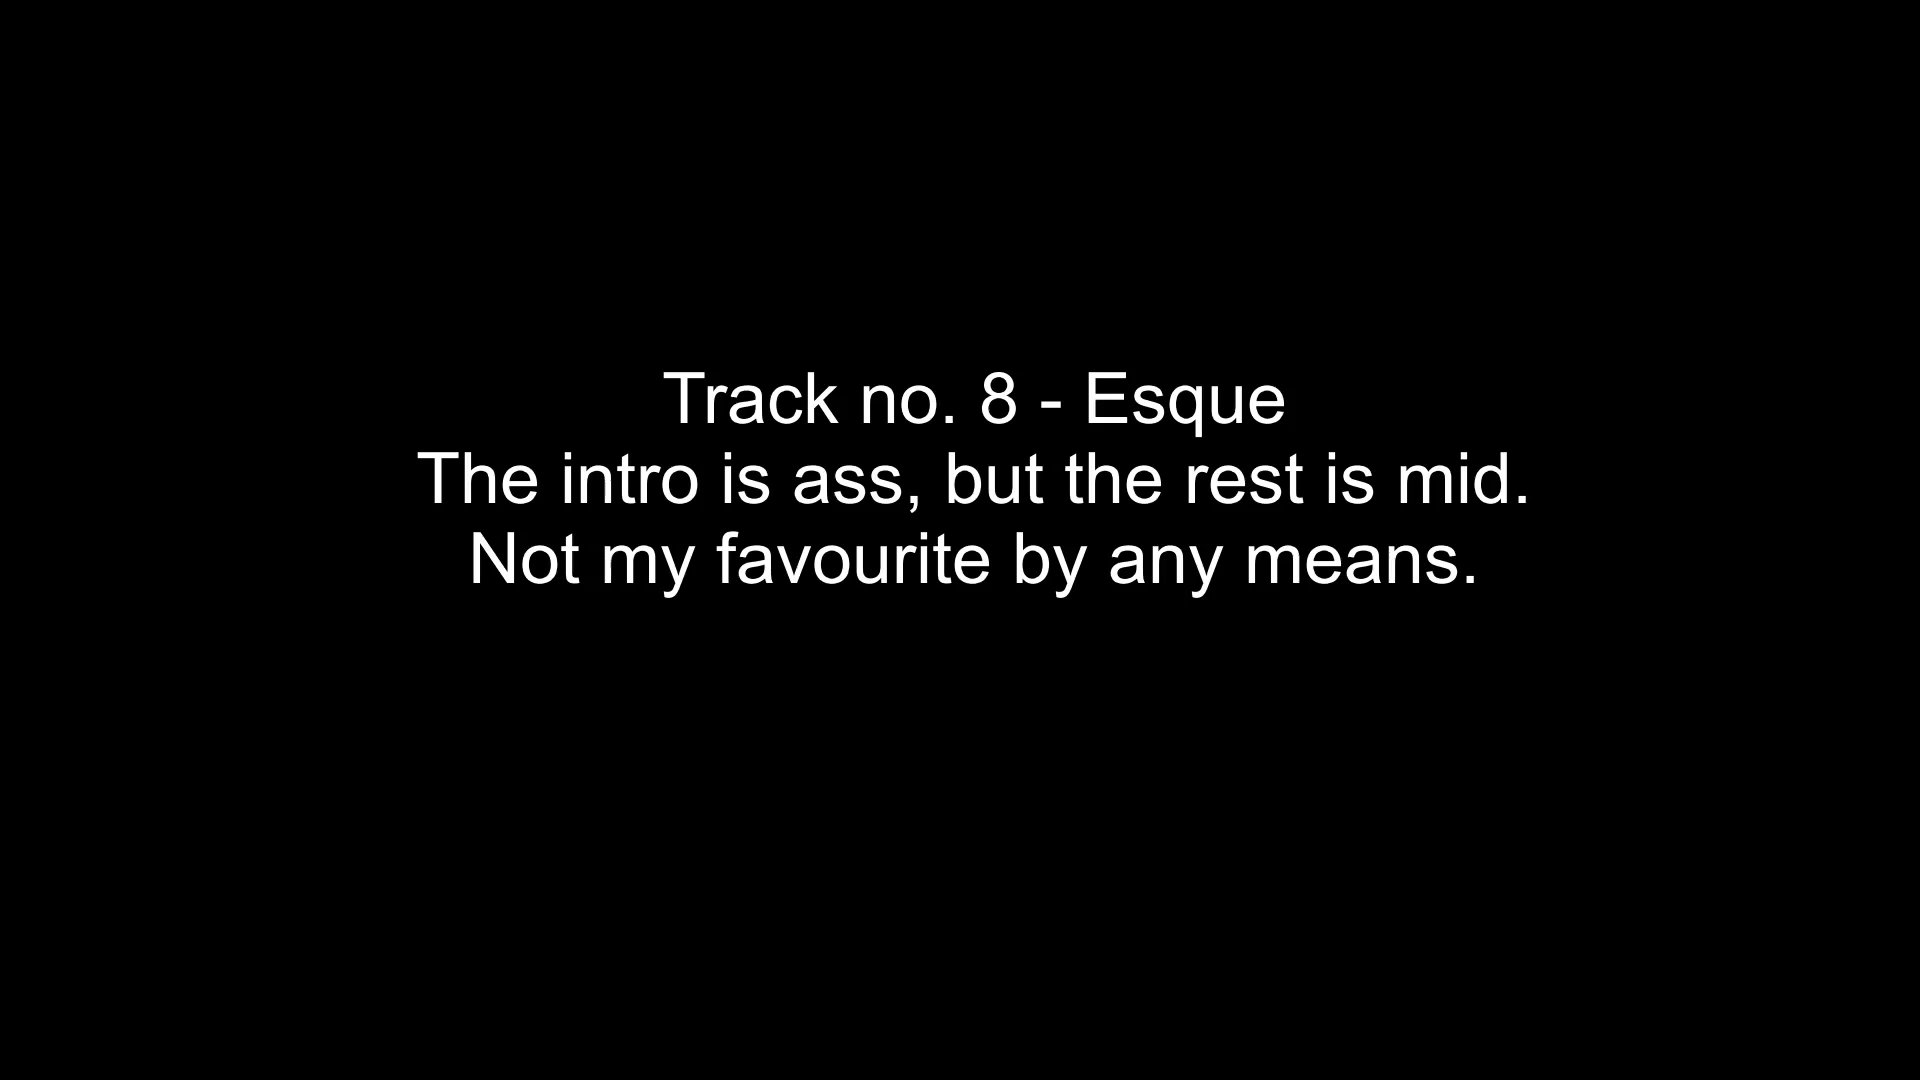 Track no. 8 - Esque
The intro is ass, but the rest is mid.
Not my favourite by any means.